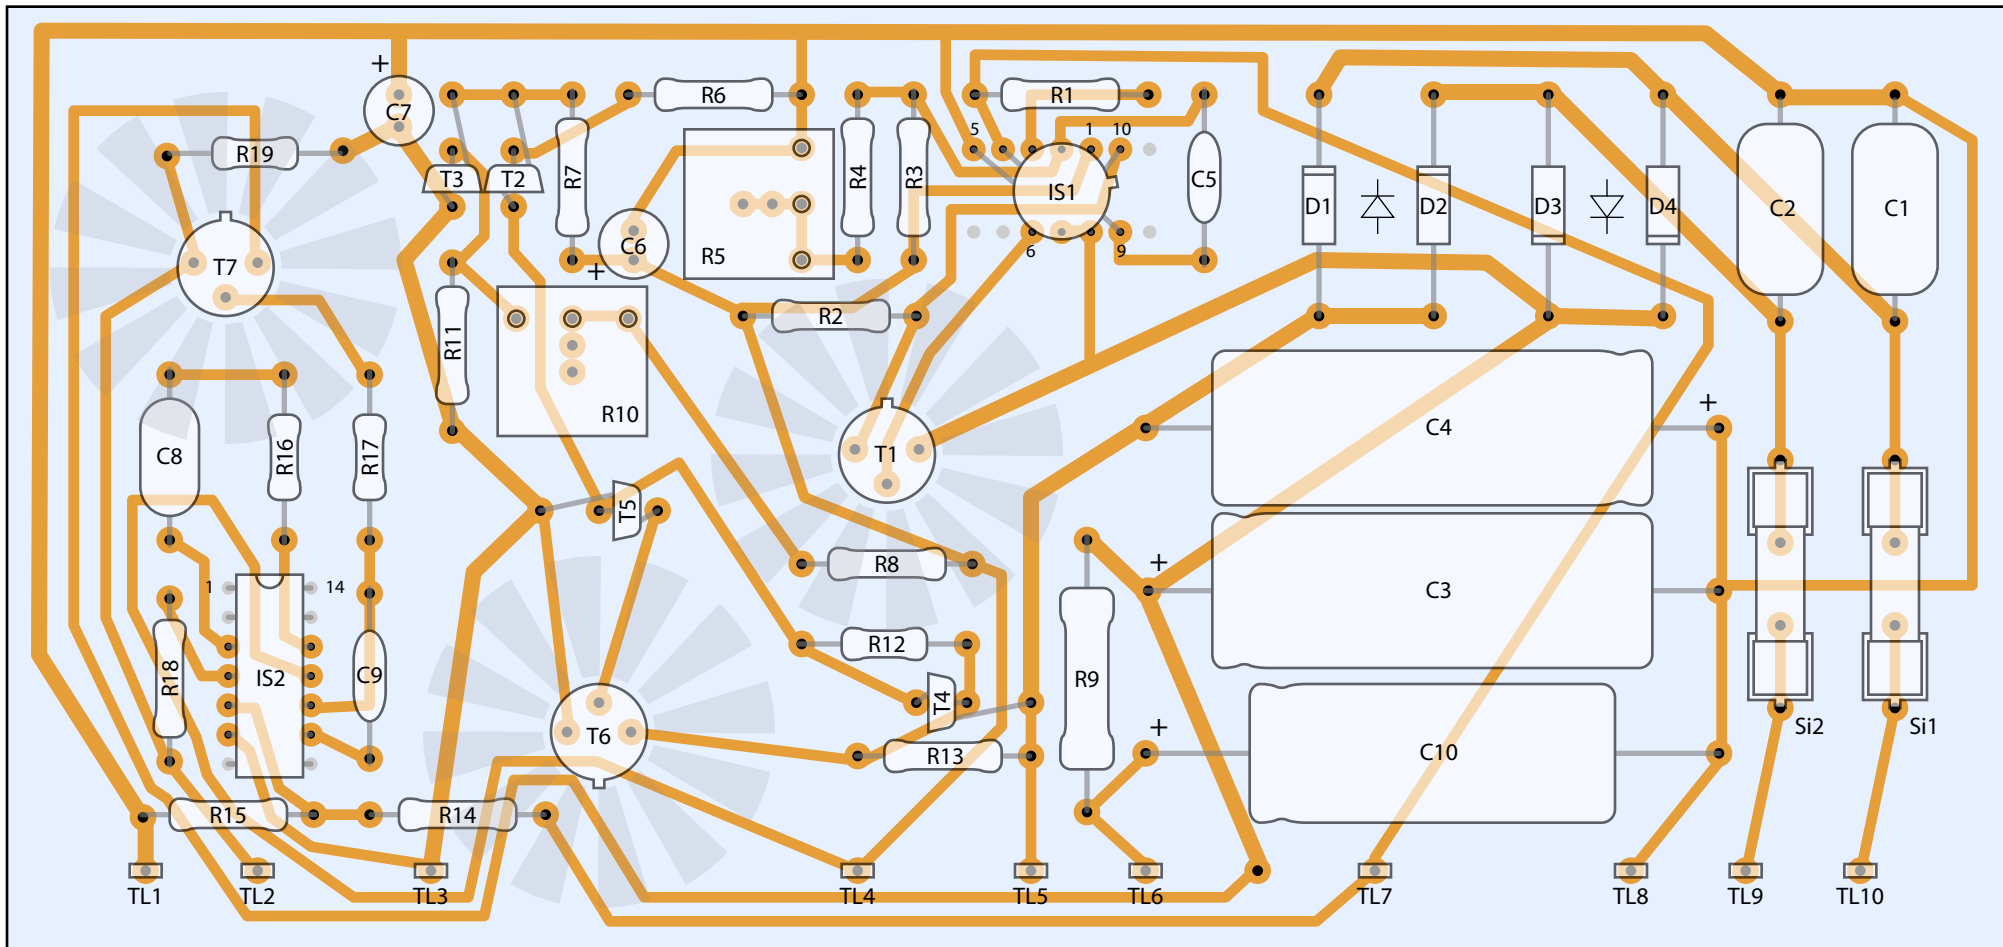 +
C7
R6
R1
5
1
10
R19
T3
T2
R7
R4
R3
IS1
C5
D1
D2
D3
D4
C2
C1
C6
R5
6
9
T7
+
R2
R11
R10
+
C4
C8
R16
R17
T1
T5
R8
+
C3
1
14
R12
R18
IS2
C9
R9
T4
Si2
Si1
T6
R13
+
C10
R15
R14
TL1
TL2
TL3
TL4
TL5
TL6
TL7
TL8
TL9
TL10